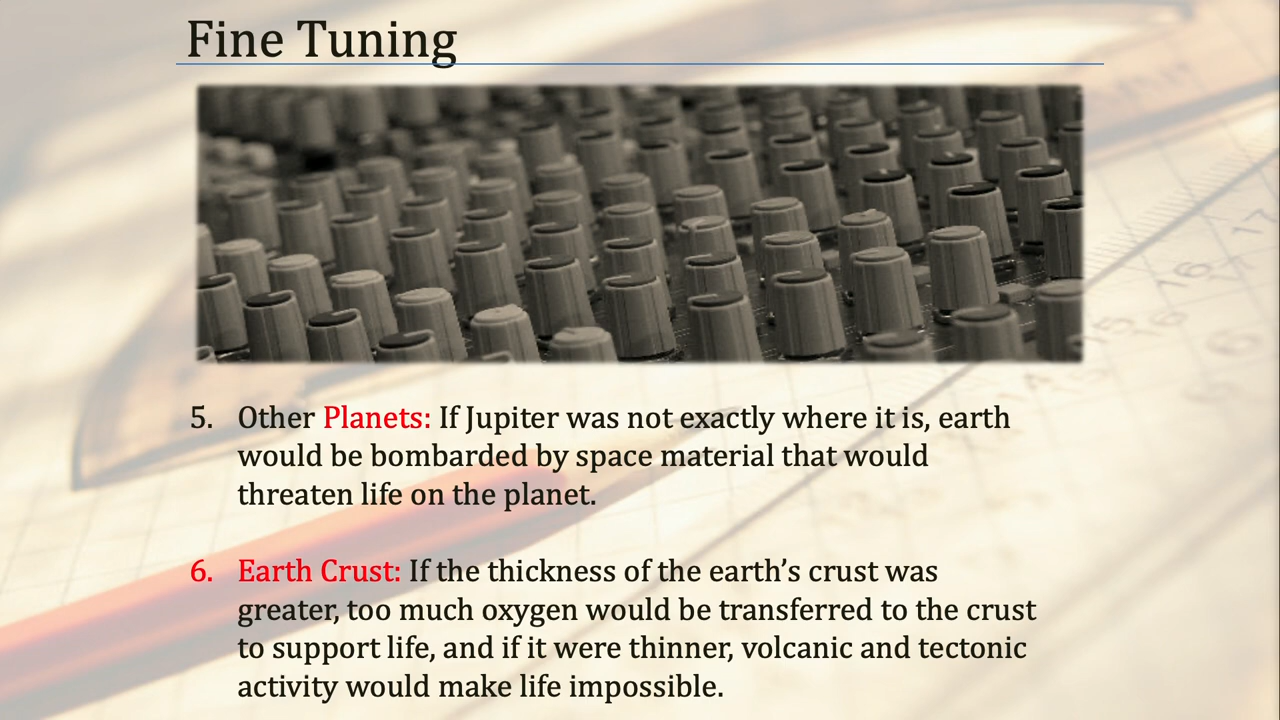 Fine Tuning
5. Other Planets: If Jupiter was not exactly where it is, earth
would be bombarded by space material that would
threaten life on the planet.
6. Earth Crust: If the thickness of the earth’s crust was
greater, too much oxygen would be transferred to the crust
to support life, and if it were thinner, volcanic and tectonic
activity would make life impossible.